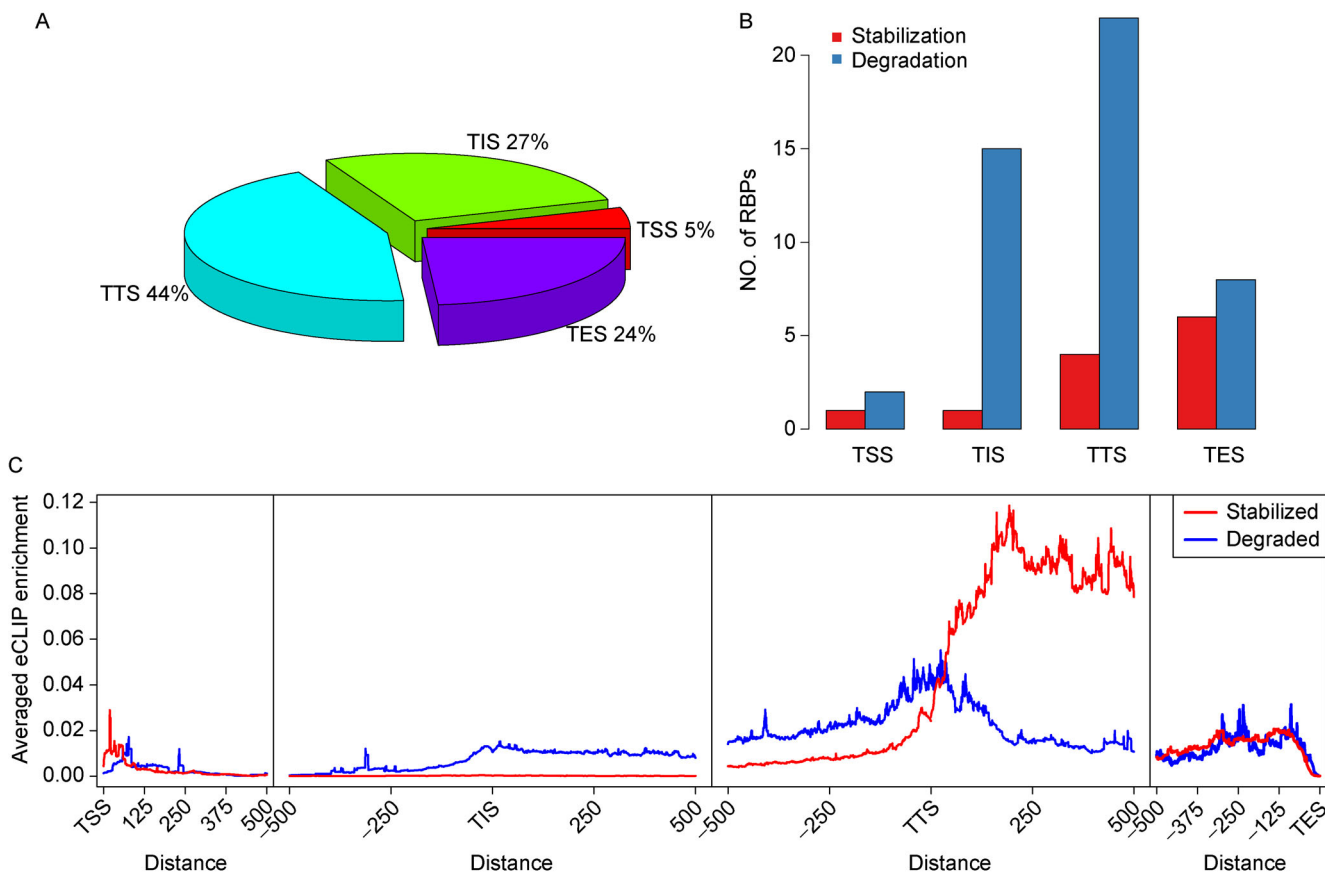 A
TIS 27%
TSS 5%
TTS 44%
TES 24%
B
Stabilization
Degradation
NO. of RBPs
20
15
10
5
0
TSS TIS TTS TES
C
Averaged eCLIP enrichment
0.12
0.10
0.08
0.06
0.04
0.02
0.00
Stabilized
Degraded
TSS 125 250 375 500
−500 −250 TIS 250 500
−500 −250 TTS 250 500
−500 −375 −250 −125 TES
Distance Distance Distance Distance